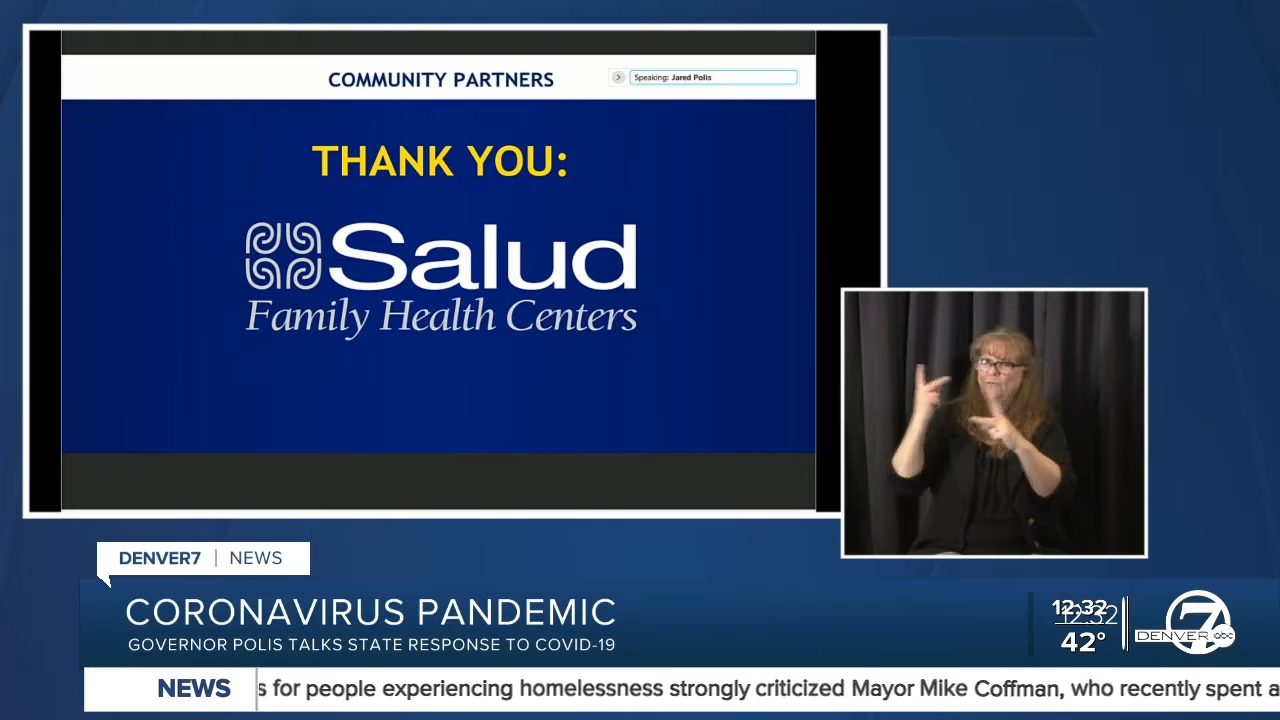 COMMUNITY PARTNERS
Speaking: Jared Polis
THANK YOU:
Salud
Family Health Centers
DENVER7 | NEWS
CORONAVIRUS PANDEMIC
GOVERNOR POLIS TALKS STATE RESPONSE TO COVID-19
12:32
42°
7
DENVER abc
NEWS
s for people experiencing homelessness strongly criticized Mayor Mike Coffman, who recently spent a